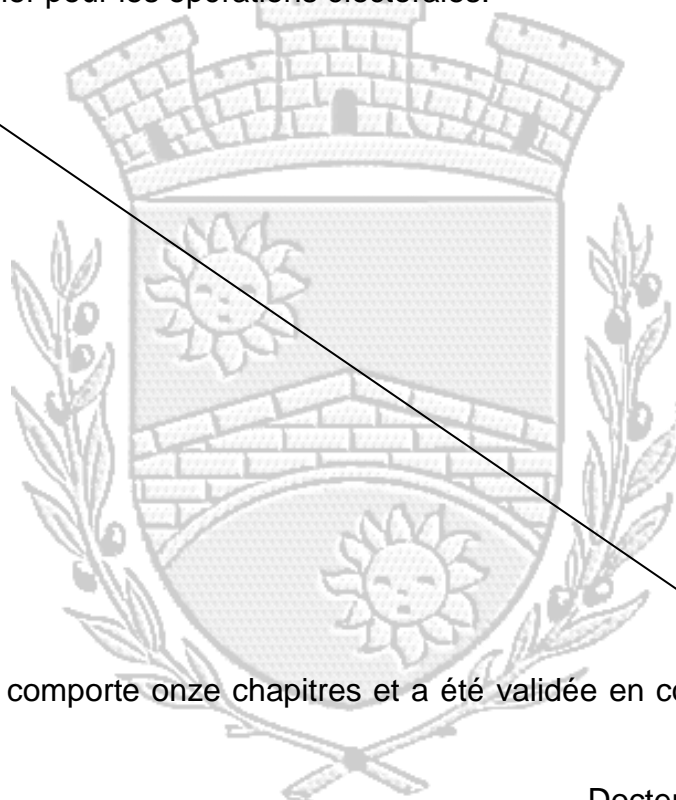 pour les opérations électorales.
comporte onze chapitres et a été validée en